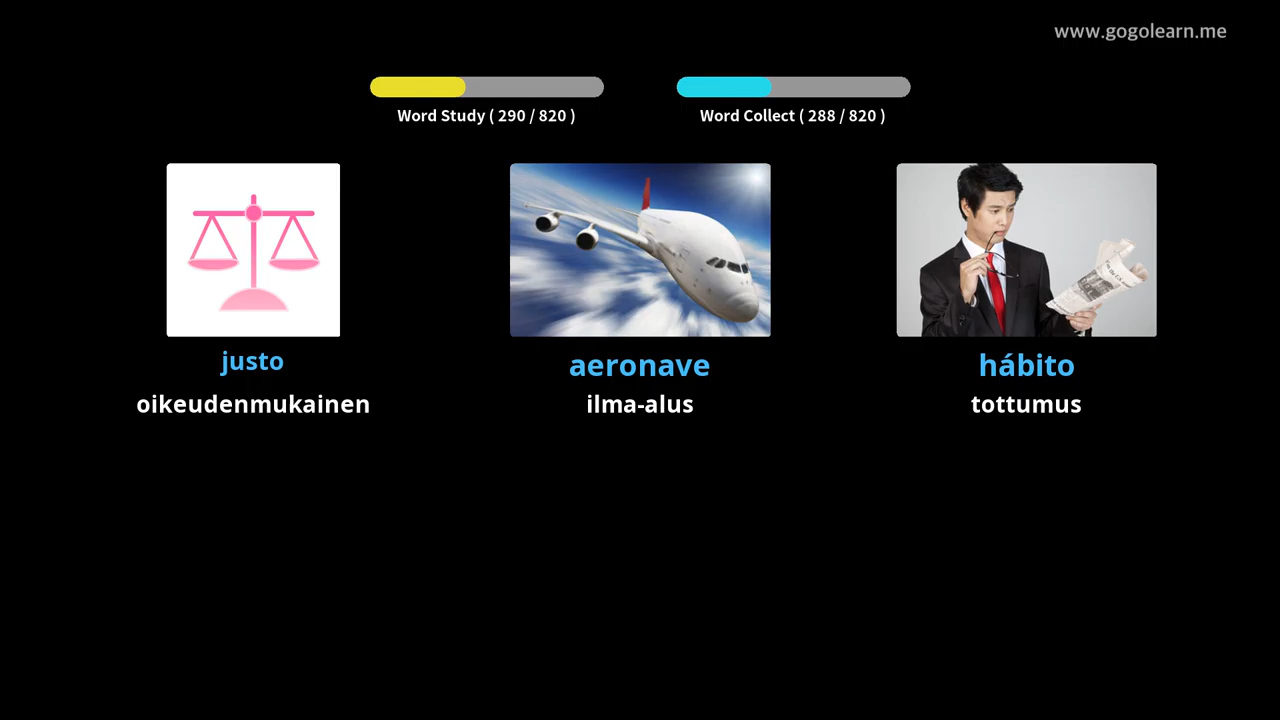 www.gogolearn.me
Word Study ( 290 / 820 )
Word Collect ( 288 / 820 )
justo
aeronave
hábito
oikeudenmukainen
ilma-alus
tottumus